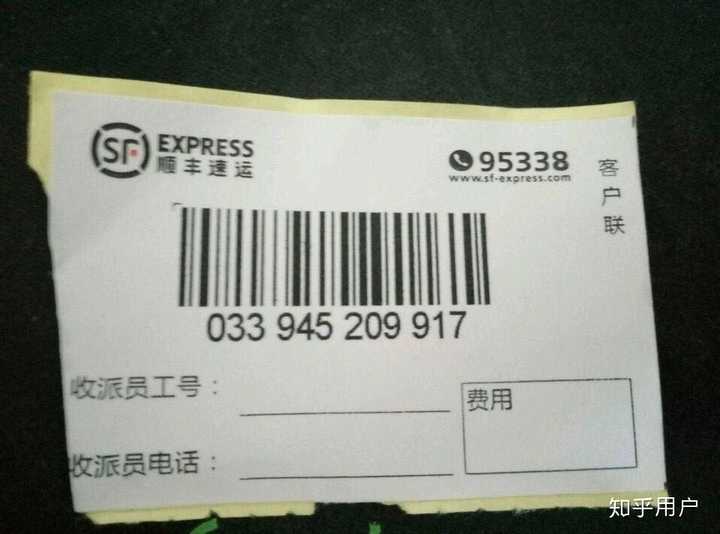 SF EXPRESS
顺丰速运
95338
www.sf-express.com
客户联
033 945 209 917
收派员工号：
费用
收派员电话：
知乎用户